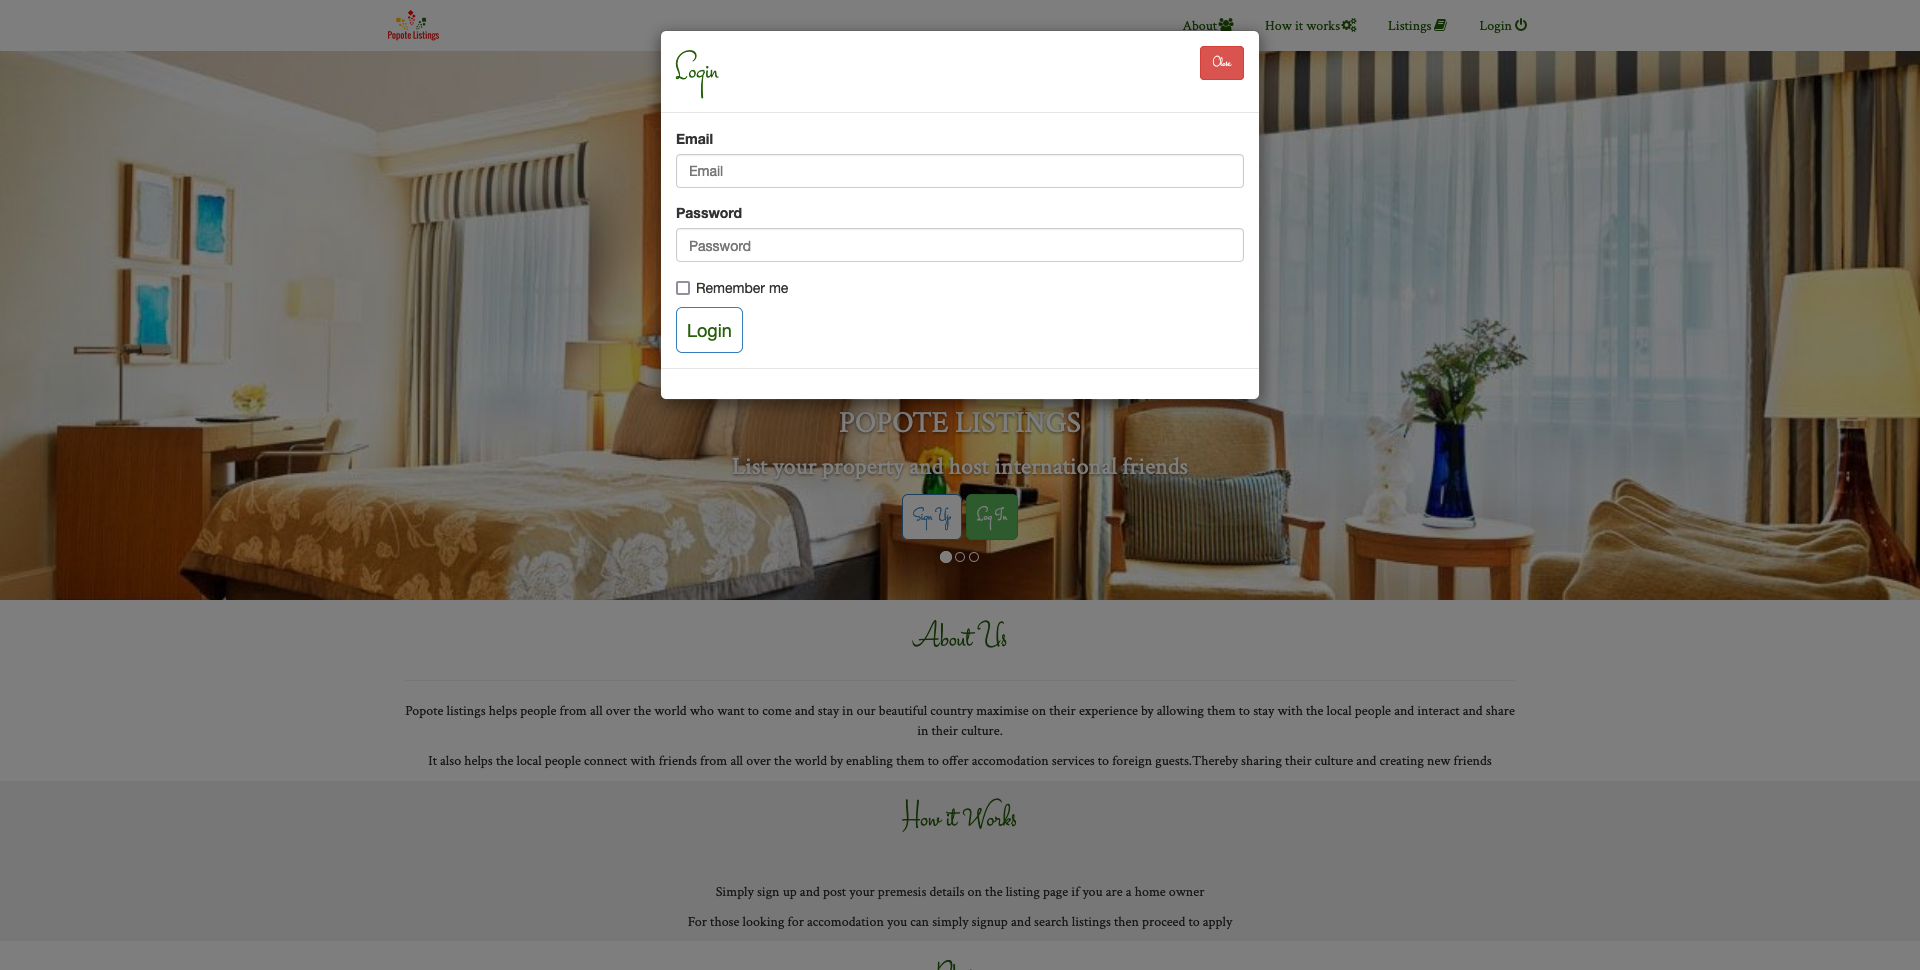 Popote Listings
About
How it works
Listings
Login
Login
Close
Email
Email
Password
Password
Remember me
Login
POPOTE LISTINGS
List your property and host international friends
Sign Up
Log In
About Us
Popote listings helps people from all over the world who want to come and stay in our beautiful country maximise on their experience by allowing them to stay with the local people and interact and share
in their culture.
It also helps the local people connect with friends from all over the world by enabling them to offer accomodation services to foreign guests.Thereby sharing their culture and creating new friends
How it Works
Simply sign up and post your premesis details on the listing page if you are a home owner
For those looking for accomodation you can simply signup and search listings then proceed to apply